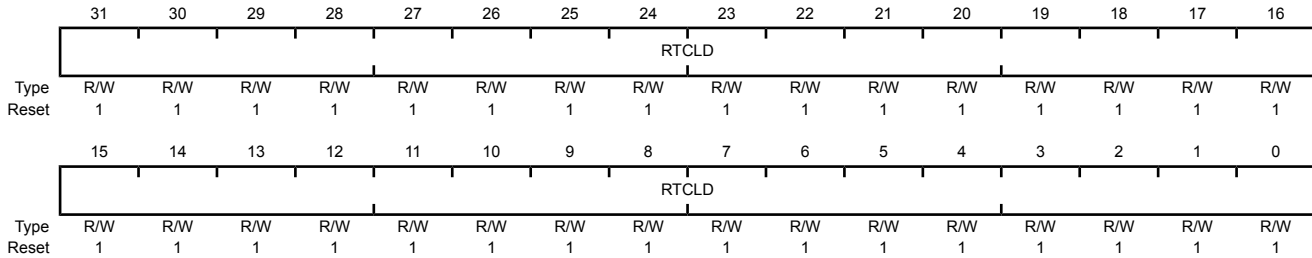 31 30 29 28 27 26 25 24 23 22 21 20 19 18 17 16
RTCLD
Type R/W R/W R/W R/W R/W R/W R/W R/W R/W R/W R/W R/W R/W R/W R/W R/W
Reset 1 1 1 1 1 1 1 1 1 1 1 1 1 1 1 1
15 14 13 12 11 10 9 8 7 6 5 4 3 2 1 0
RTCLD
Type R/W R/W R/W R/W R/W R/W R/W R/W R/W R/W R/W R/W R/W R/W R/W R/W
Reset 1 1 1 1 1 1 1 1 1 1 1 1 1 1 1 1